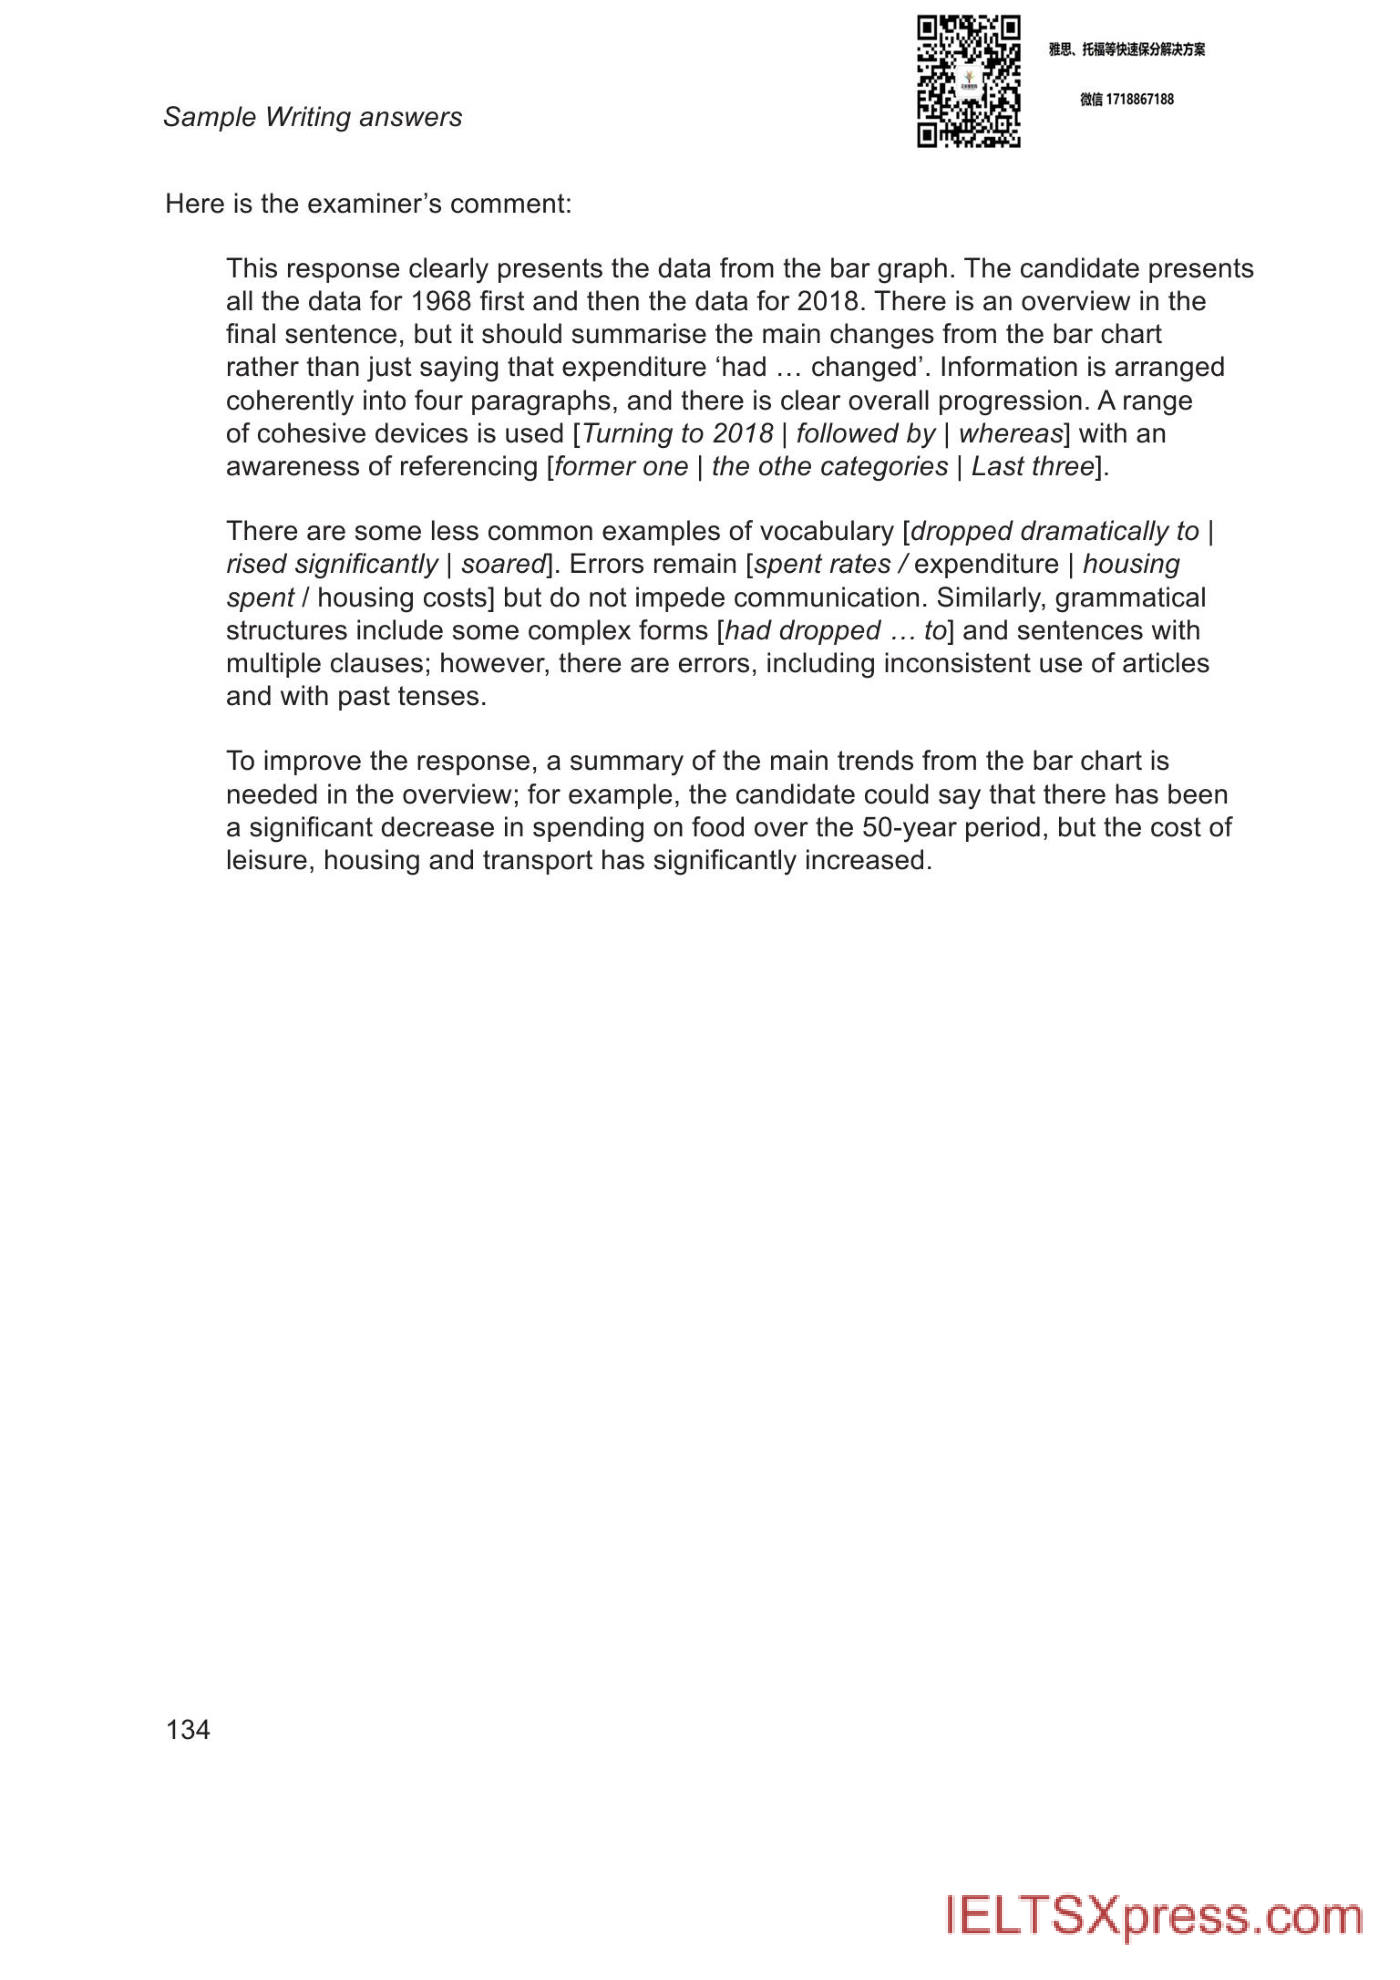 雅思、托福等快速保分解决方案
微信 1718867188
Sample Writing answers
Here is the examiner’s comment:
This response clearly presents the data from the bar graph. The candidate presents
all the data for 1968 first and then the data for 2018. There is an overview in the
final sentence, but it should summarise the main changes from the bar chart
rather than just saying that expenditure ‘had … changed’. Information is arranged
coherently into four paragraphs, and there is clear overall progression. A range
of cohesive devices is used [Turning to 2018 | followed by | whereas] with an
awareness of referencing [former one | the othe categories | Last three].
There are some less common examples of vocabulary [dropped dramatically to |
rised significantly | soared]. Errors remain [spent rates / expenditure | housing
spent / housing costs] but do not impede communication. Similarly, grammatical
structures include some complex forms [had dropped … to] and sentences with
multiple clauses; however, there are errors, including inconsistent use of articles
and with past tenses.
To improve the response, a summary of the main trends from the bar chart is
needed in the overview; for example, the candidate could say that there has been
a significant decrease in spending on food over the 50-year period, but the cost of
leisure, housing and transport has significantly increased.
134
IELTSXpress.com